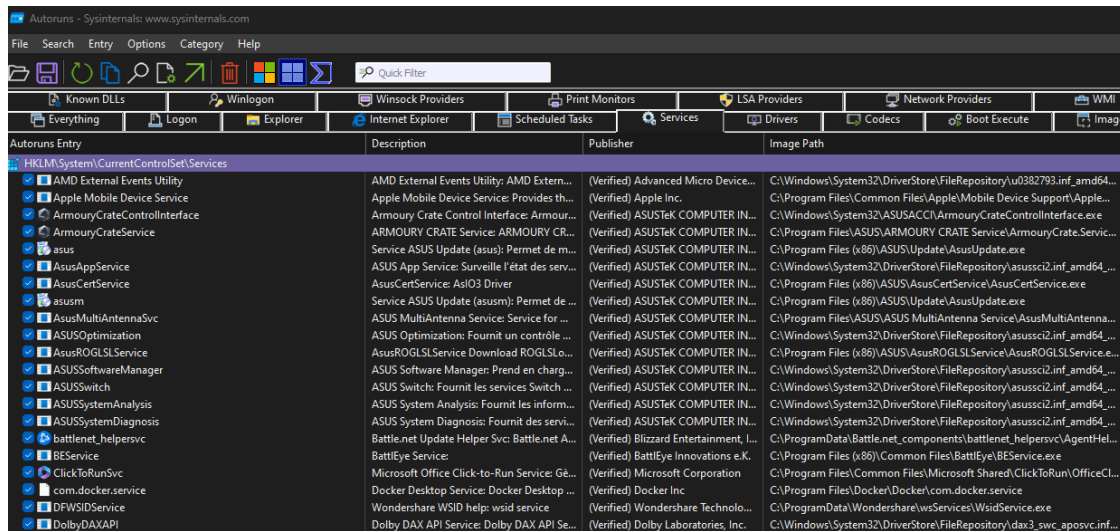 Autoruns - Sysinternals: www.sysinternals.com
File Search Entry Options Category Help
Quick Filter
Known DLLs Winlogon Winsock Providers Print Monitors LSA Providers Network Providers WMI
Everything Logon Explorer Internet Explorer Scheduled Tasks Services Drivers Codecs Boot Execute Imag
Autoruns Entry Description Publisher Image Path
HKLM\System\CurrentControlSet\Services
AMD External Events Utility AMD External Events Utility: AMD Extern... (Verified) Advanced Micro Device... C:\Windows\System32\DriverStore\FileRepository\u0382793.inf_amd64...
Apple Mobile Device Service Apple Mobile Device Service: Provides th... (Verified) Apple Inc. C:\Program Files\Common Files\Apple\Mobile Device Support\Apple...
ArmouryCrateControlInterface Armoury Crate Control Interface: Armour... (Verified) ASUSTeK COMPUTER IN... C:\Windows\System32\ASUSACCI\ArmouryCrateControlInterface.exe
ArmouryCrateService ARMOURY CRATE Service: ARMOURY CR... (Verified) ASUSTeK COMPUTER IN... C:\Program Files\ASUS\ARMOURY CRATE Service\ArmouryCrate.Servic...
asus Service ASUS Update (asus): Permet de m... (Verified) ASUSTeK COMPUTER IN... C:\Program Files (x86)\ASUS\Update\AsusUpdate.exe
AsusAppService ASUS App Service: Surveille l'état des serv... (Verified) ASUSTeK COMPUTER IN... C:\Windows\System32\DriverStore\FileRepository\asussci2.inf_amd64_...
AsusCertService AsusCertService: AsIO3 Driver (Verified) ASUSTeK COMPUTER IN... C:\Program Files (x86)\ASUS\AsusCertService\AsusCertService.exe
asusm Service ASUS Update (asusm): Permet de ... (Verified) ASUSTeK COMPUTER IN... C:\Program Files (x86)\ASUS\Update\AsusUpdate.exe
AsusMultiAntennaSvc ASUS MultiAntenna Service: Service for ... (Verified) ASUSTeK COMPUTER IN... C:\Program Files\ASUS\ASUS MultiAntenna Service\AsusMultiAntenna...
ASUSOptimization ASUS Optimization: Fournit un contrôle ... (Verified) ASUSTeK COMPUTER IN... C:\Windows\System32\DriverStore\FileRepository\asussci2.inf_amd64_...
AsusROGLSLService AsusROGLSLService Download ROGLSLo... (Verified) ASUSTeK COMPUTER IN... C:\Program Files (x86)\ASUS\AsusROGLSLService\AsusROGLSLService.e...
ASUSSoftwareManager ASUS Software Manager: Prend en charg... (Verified) ASUSTeK COMPUTER IN... C:\Windows\System32\DriverStore\FileRepository\asussci2.inf_amd64_...
ASUSSwitch ASUS Switch: Fournit les services Switch ... (Verified) ASUSTeK COMPUTER IN... C:\Windows\System32\DriverStore\FileRepository\asussci2.inf_amd64_...
ASUSSystemAnalysis ASUS System Analysis: Fournit les inform... (Verified) ASUSTeK COMPUTER IN... C:\Windows\System32\DriverStore\FileRepository\asussci2.inf_amd64_...
ASUSSystemDiagnosis ASUS System Diagnosis: Fournit des servi... (Verified) ASUSTeK COMPUTER IN... C:\Windows\System32\DriverStore\FileRepository\asussci2.inf_amd64_...
battlenet_helpersvc Battle.net Update Helper Svc: Battle.net A... (Verified) Blizzard Entertainment, I... C:\ProgramData\Battle.net_components\battlenet_helpersvc\AgentHel...
BEService BattlEye Service: (Verified) BattlEye Innovations e.K. C:\Program Files (x86)\Common Files\BattlEye\BEService.exe
ClickToRunSvc Microsoft Office Click-to-Run Service: Gè... (Verified) Microsoft Corporation C:\Program Files\Common Files\Microsoft Shared\ClickToRun\OfficeCl...
com.docker.service Docker Desktop Service: Docker Desktop ... (Verified) Docker Inc C:\Program Files\Docker\Docker\com.docker.service
DFWSIDService Wondershare WSID help: wsid service (Verified) Wondershare Technolo... C:\ProgramData\Wondershare\wsServices\WsidService.exe
DolbyDAXAPI Dolby DAX API Service: Dolby DAX API Se... (Verified) Dolby Laboratories, Inc. C:\Windows\System32\DriverStore\FileRepository\dax3_swc_aposvc.inf...